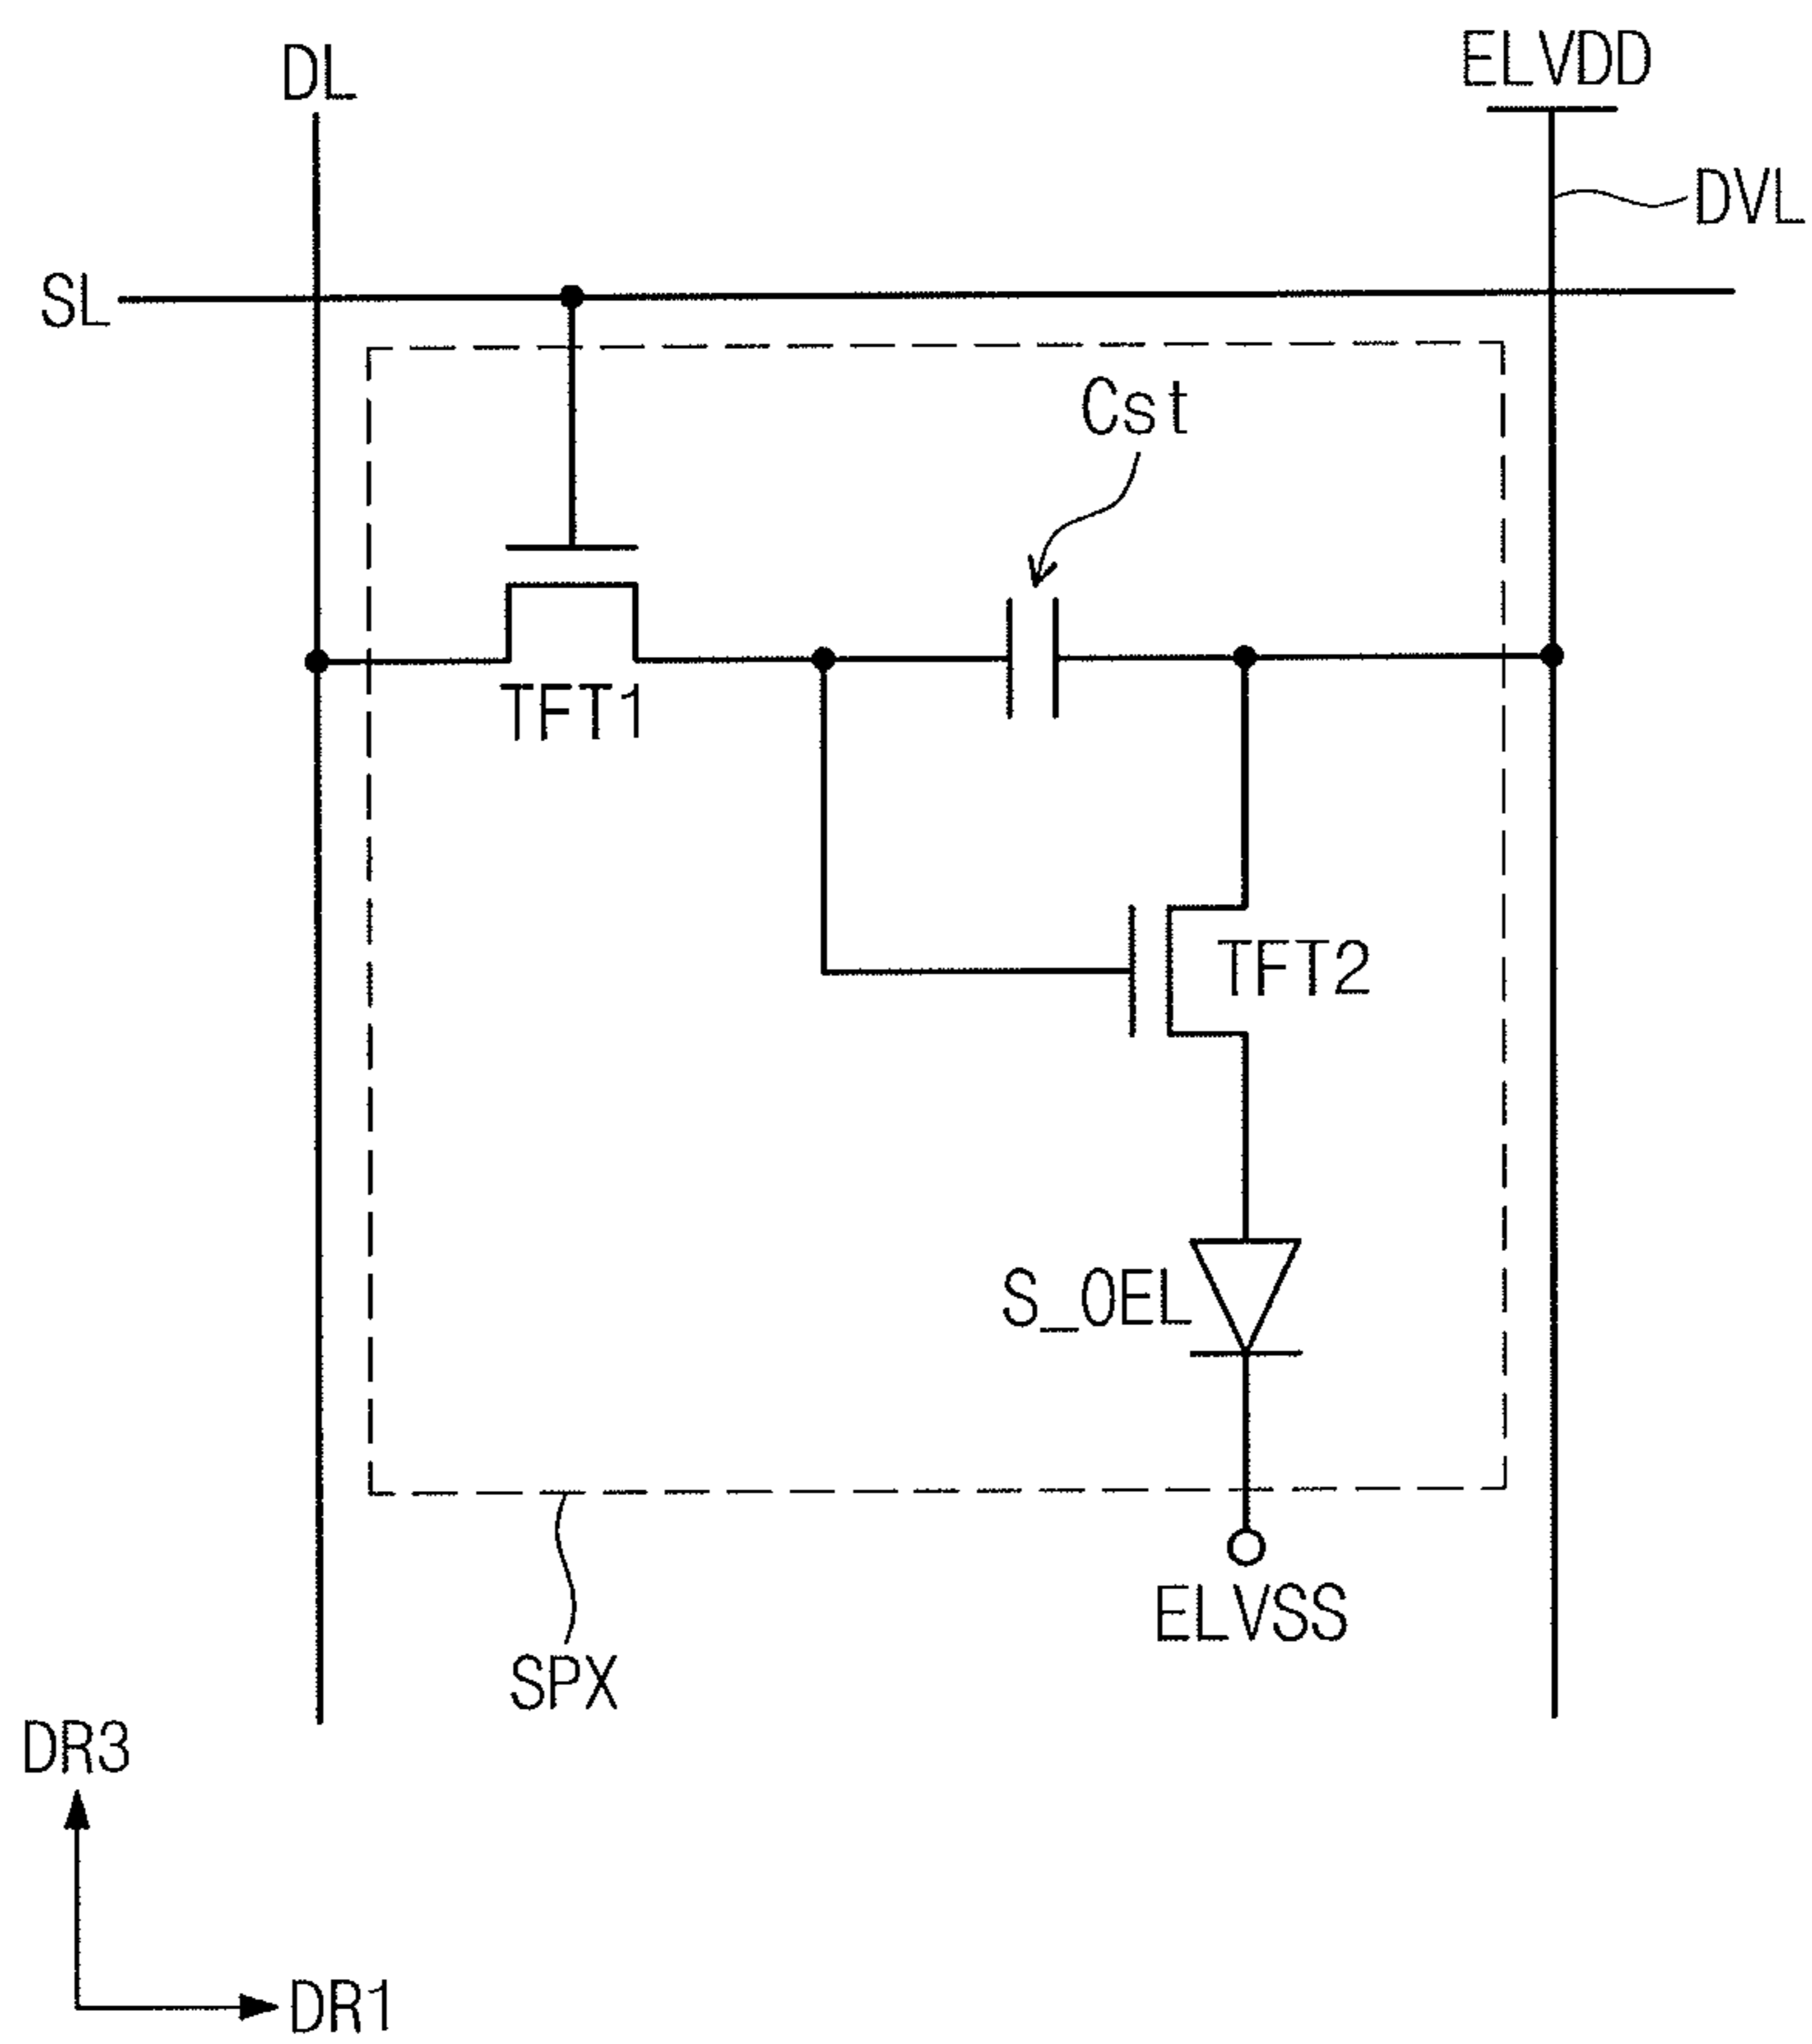 DL
ELVDD
DVL
SL
Cst
TFT1
TFT2
S_OEL
ELVSS
SPX
DR3
DR1